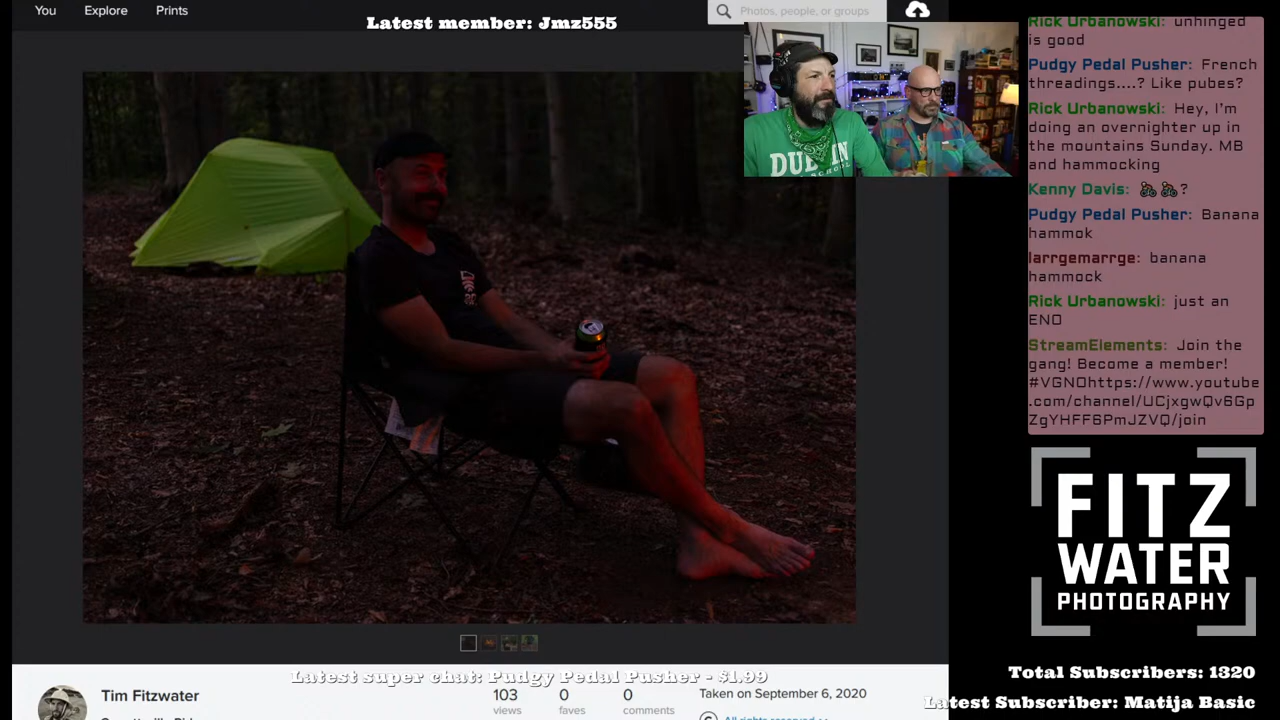 You Explore Prints
Latest member: Jmz555
Photos, people, or groups
DUBLIN
SCHOOL
Rick Urbanowski: unhinged
is good
Pudgy Pedal Pusher: French
threadings....? Like pubes?
Rick Urbanowski: Hey, I'm
doing an overnighter up in
the mountains Sunday. MB
and hammocking
Kenny Davis: 🚵🚵?
Pudgy Pedal Pusher: Banana
hammok
larrgemarrge: banana
hammock
Rick Urbanowski: just an
ENO
StreamElements: Join the
gang! Become a member!
#VGNOhttps://www.youtube
.com/channel/UCjxgwQv6Gp
ZgYHFF6PmJZVQ/join
FITZ
WATER
PHOTOGRAPHY
Total Subscribers: 1320
Latest Subscriber: Matija Basic
Latest super chat: Pudgy Pedal Pusher - $1.99
Tim Fitzwater
103
views
0
faves
0
comments
Taken on September 6, 2020
All rights reserved